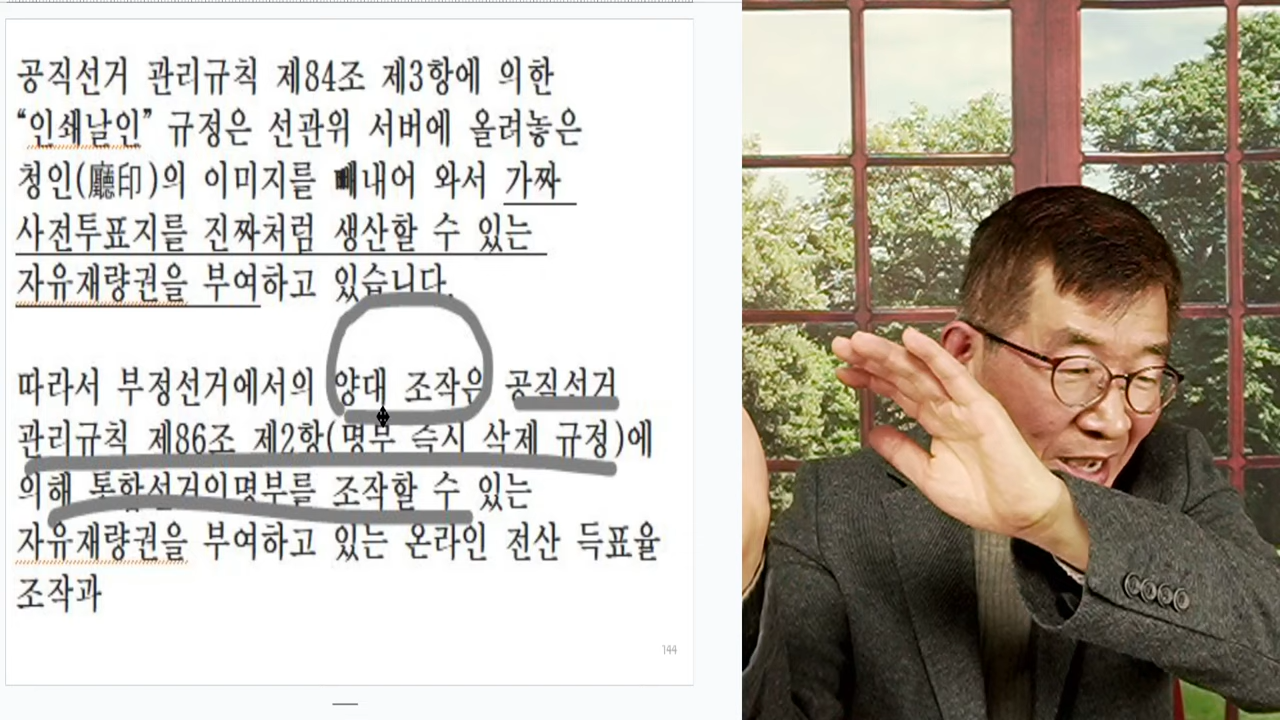 공직선거 관리규칙 제84조 제3항에 의한
“인쇄날인” 규정은 선관위 서버에 올려놓은
청인(廳印)의 이미지를 빼내어 와서 가짜
사전투표지를 진짜처럼 생산할 수 있는
자유재량권을 부여하고 있습니다.
따라서 부정선거에서의 양대 조작은 공직선거
관리규칙 제86조 제2항(명부 즉시 삭제 규정)에
의해 통합선거인명부를 조작할 수 있는
자유재량권을 부여하고 있는 온라인 전산 득표율
조작과
144